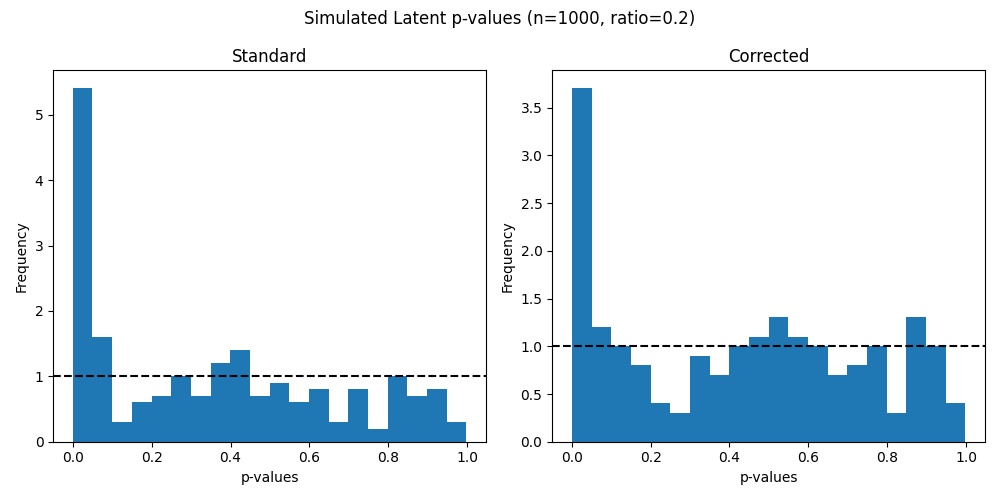 Simulated Latent p-values (n=1000, ratio=0.2)
Standard
Frequency
5
4
3
2
1
0
0.0 0.2 0.4 0.6 0.8 1.0
p-values
Corrected
Frequency
3.5
3.0
2.5
2.0
1.5
1.0
0.5
0.0
0.0 0.2 0.4 0.6 0.8 1.0
p-values